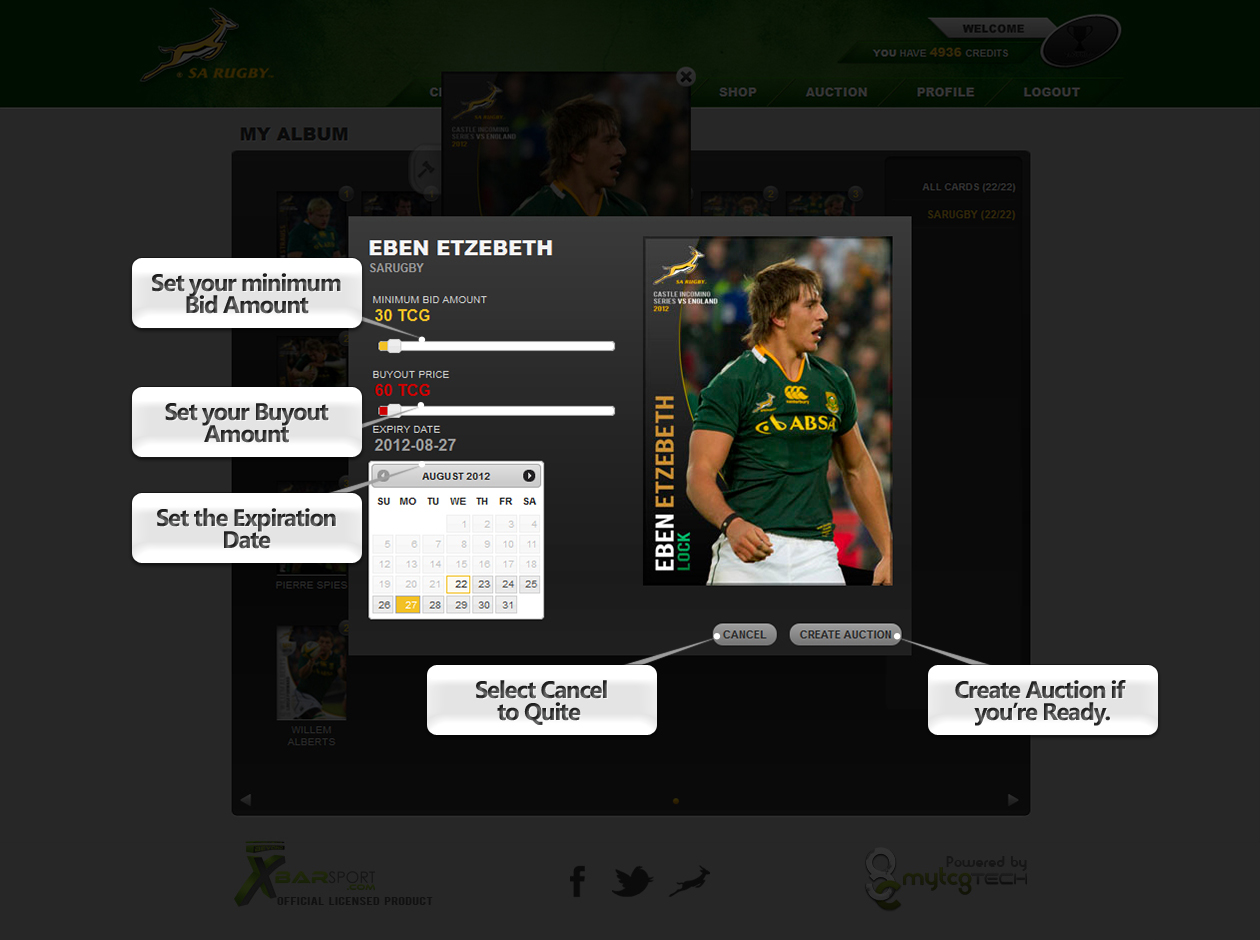 SA RUGBY
WELCOME
YOU HAVE 4936 CREDITS
SHOP
AUCTION
PROFILE
LOGOUT
MY ALBUM
CASTLE INCOMING
SERIES VS ENGLAND
2012
1
2
3
ALL CARDS (22/22)
SARUGBY (22/22)
EBEN ETZEBETH
SARUGBY
Set your minimum
Bid Amount
MINIMUM BID AMOUNT
30 TCG
Set your Buyout
Amount
BUYOUT PRICE
60 TCG
EXPIRY DATE
2012-08-27
Set the Expiration
Date
AUGUST 2012
SU MO TU WE TH FR SA
1 2 3 4
5 6 7 8 9 10 11
12 13 14 15 16 17 18
19 20 21 22 23 24 25
26 27 28 29 30 31
SA RUGBY
CASTLE INCOMING
SERIES VS ENGLAND
2012
canterbury
ABSA
EBEN ETZEBETH
LOCK
CANCEL
CREATE AUCTION
Select Cancel
to Quite
Create Auction if
you're Ready.
PIERRE SPIES
WILLEM
ALBERTS
XBARSPORT
.COM
OFFICIAL LICENSED PRODUCT
Powered by
mytcgTECH